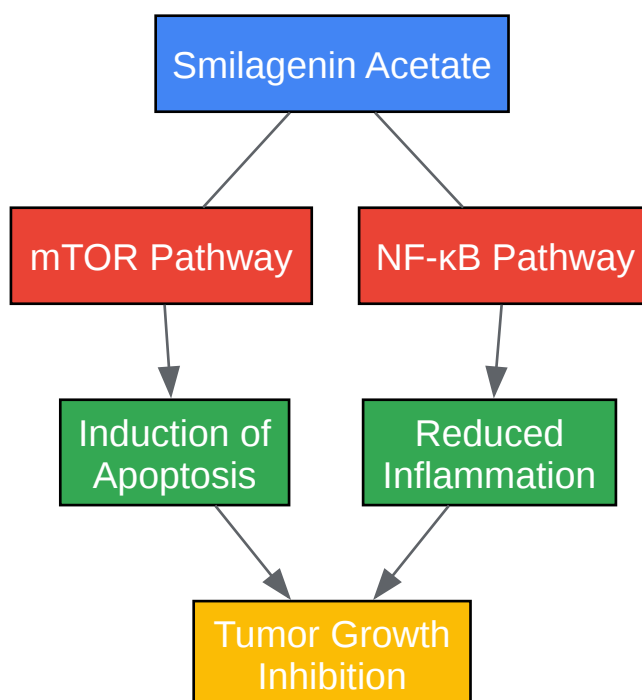 Smilagenin Acetate
mTOR Pathway
NF-κB Pathway
Induction of
Apoptosis
Reduced
Inflammation
Tumor Growth
Inhibition